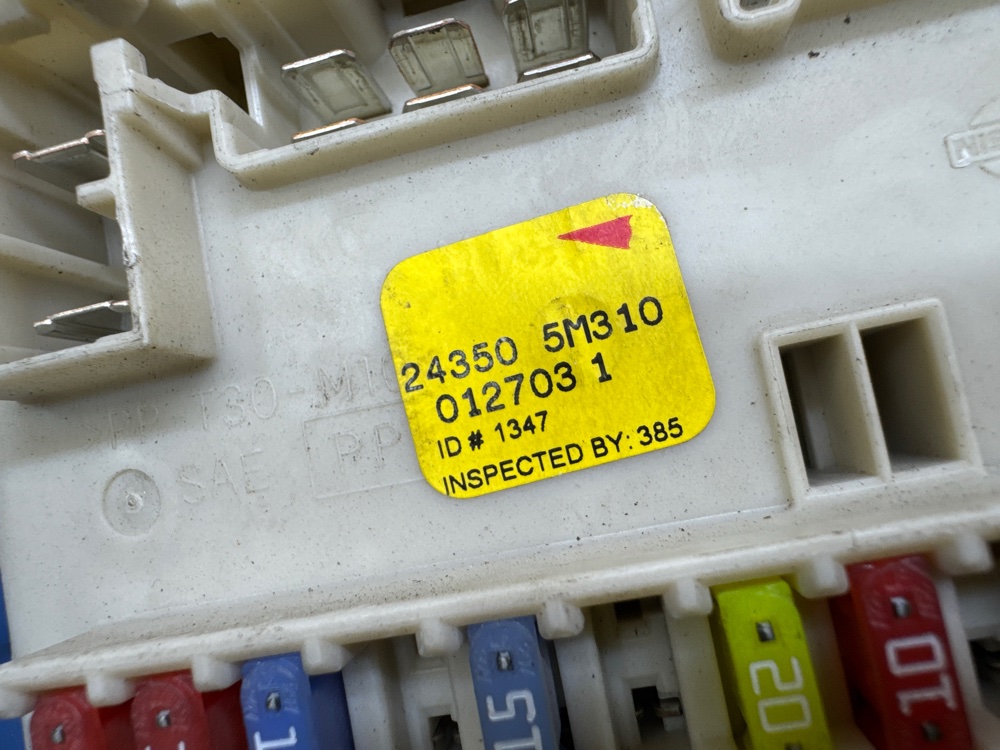 24350 5M310
012703 1
ID # 1347
INSPECTED BY: 385
SAE
15
20
10